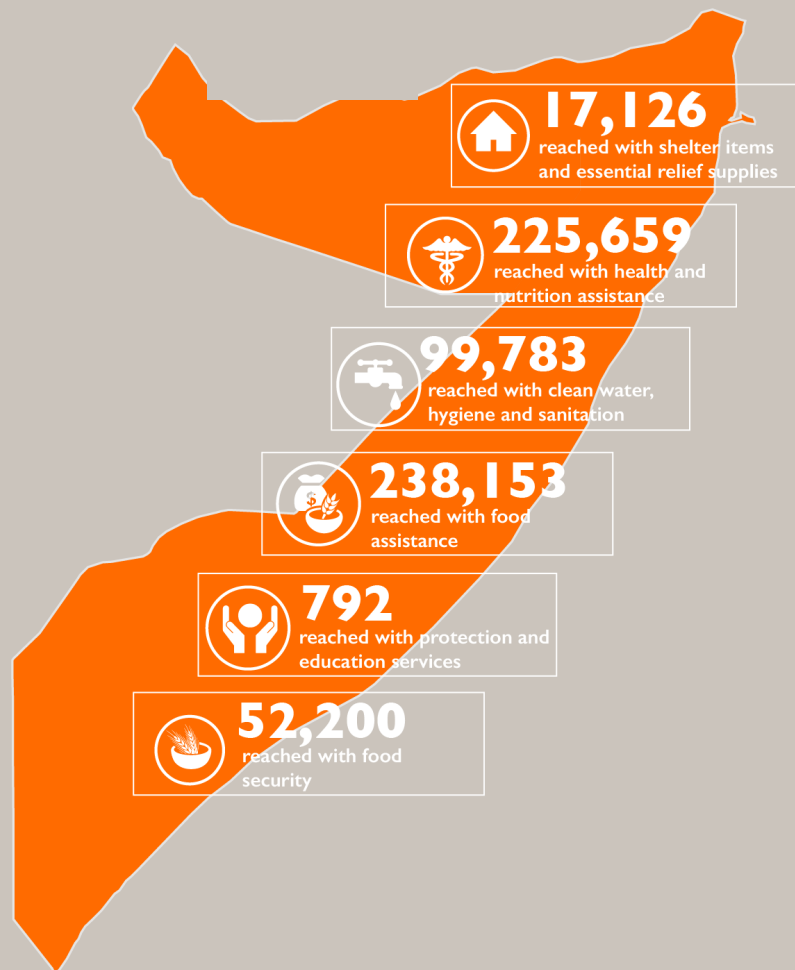 17,126
reached with shelter items
and essential relief supplies
225,659
reached with health and
nutrition assistance
99,783
reached with clean water,
hygiene and sanitation
$
238,153
reached with food
assistance
792
reached with protection and
education services
52,200
reached with food
security